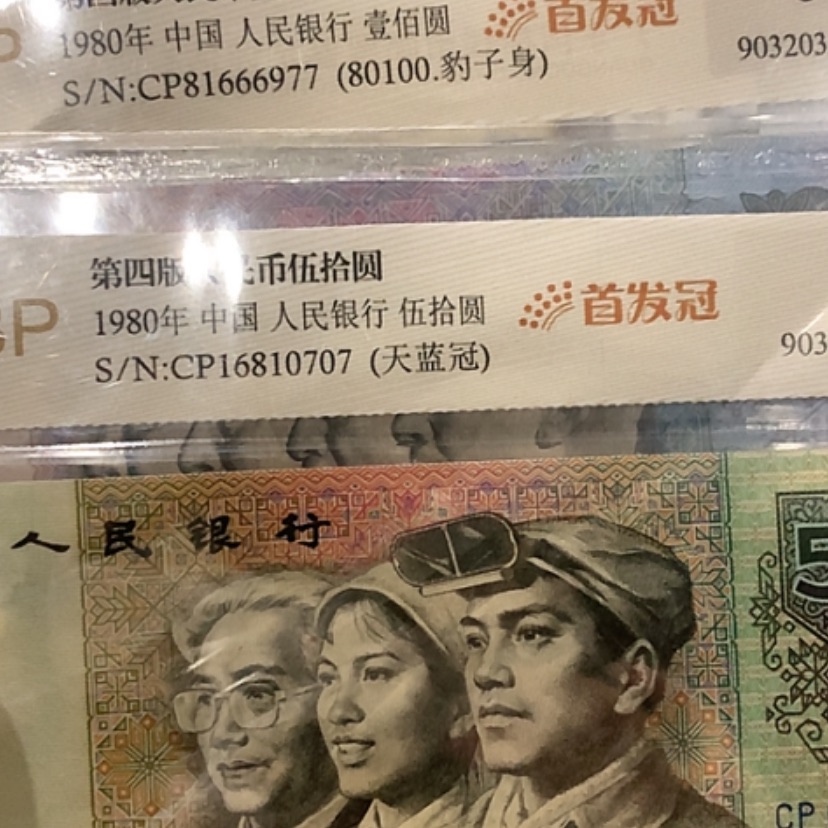 1980年 中国 人民银行 壹佰圆
首发冠
S/N:CP81666977 (80100.豹子身)
903203
第四版人民币伍拾圆
1980年 中国 人民银行 伍拾圆
首发冠
S/N:CP16810707 (天蓝冠)
903
人民银行
5
CP